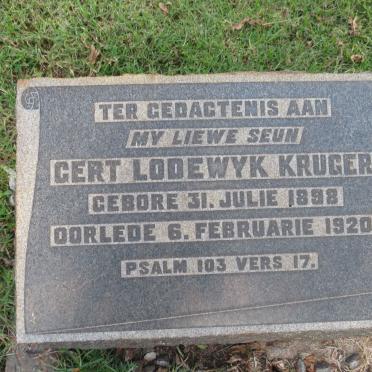 TER GEDACTENIS AAN
MY LIEWE SEUN
GERT LODEWYK KRUGER
GEBORE 31. JULIE 1898
OORLEDE 6. FEBRUARIE 1920
PSALM 103 VERS 17.